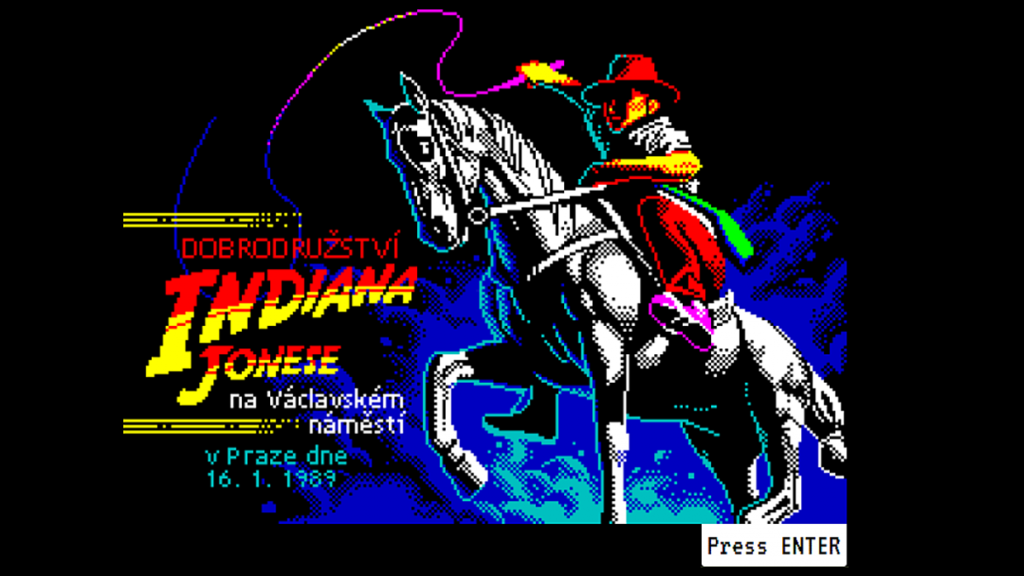 DOBRODRUŽSTVÍ
INDIANA
JONESE
na Václavském
náměstí
v Praze dne
16. 1. 1989
Press ENTER